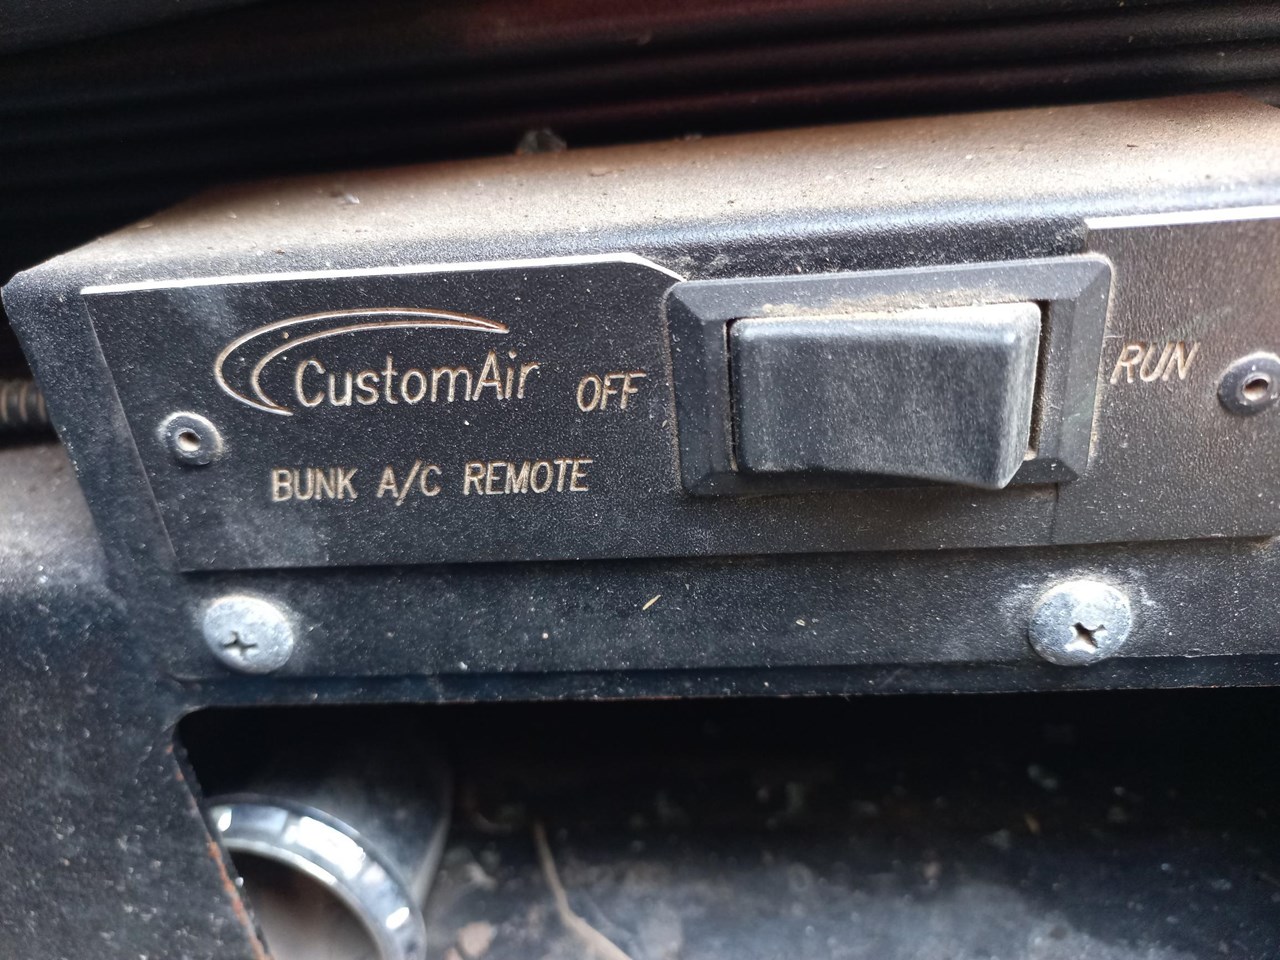 CustomAir
OFF
RUN
BUNK A/C REMOTE